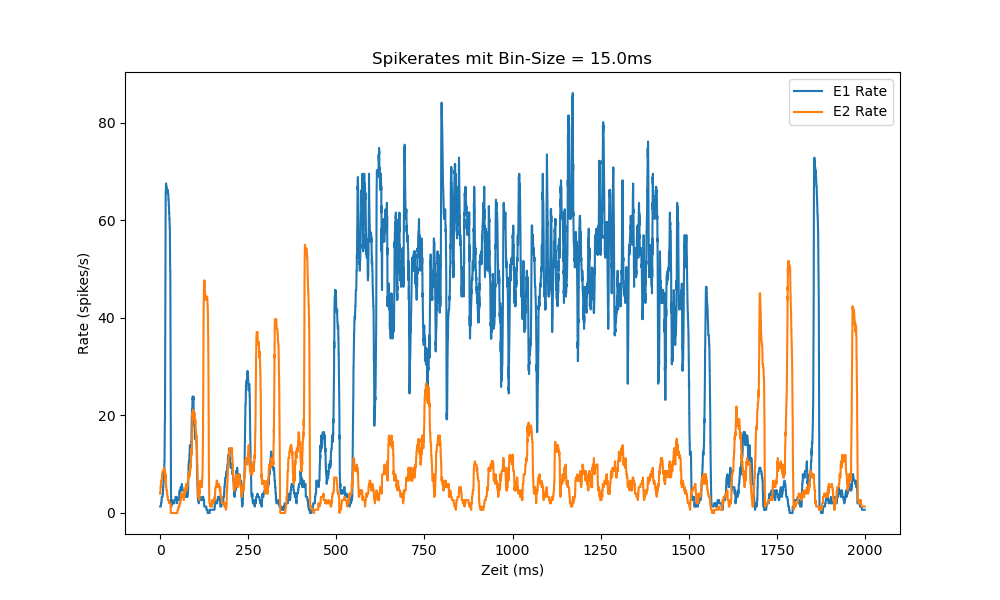 Spikerates mit Bin-Size = 15.0ms
E1 Rate
E2 Rate
80
60
40
20
0
Rate (spikes/s)
0 250 500 750 1000 1250 1500 1750 2000
Zeit (ms)